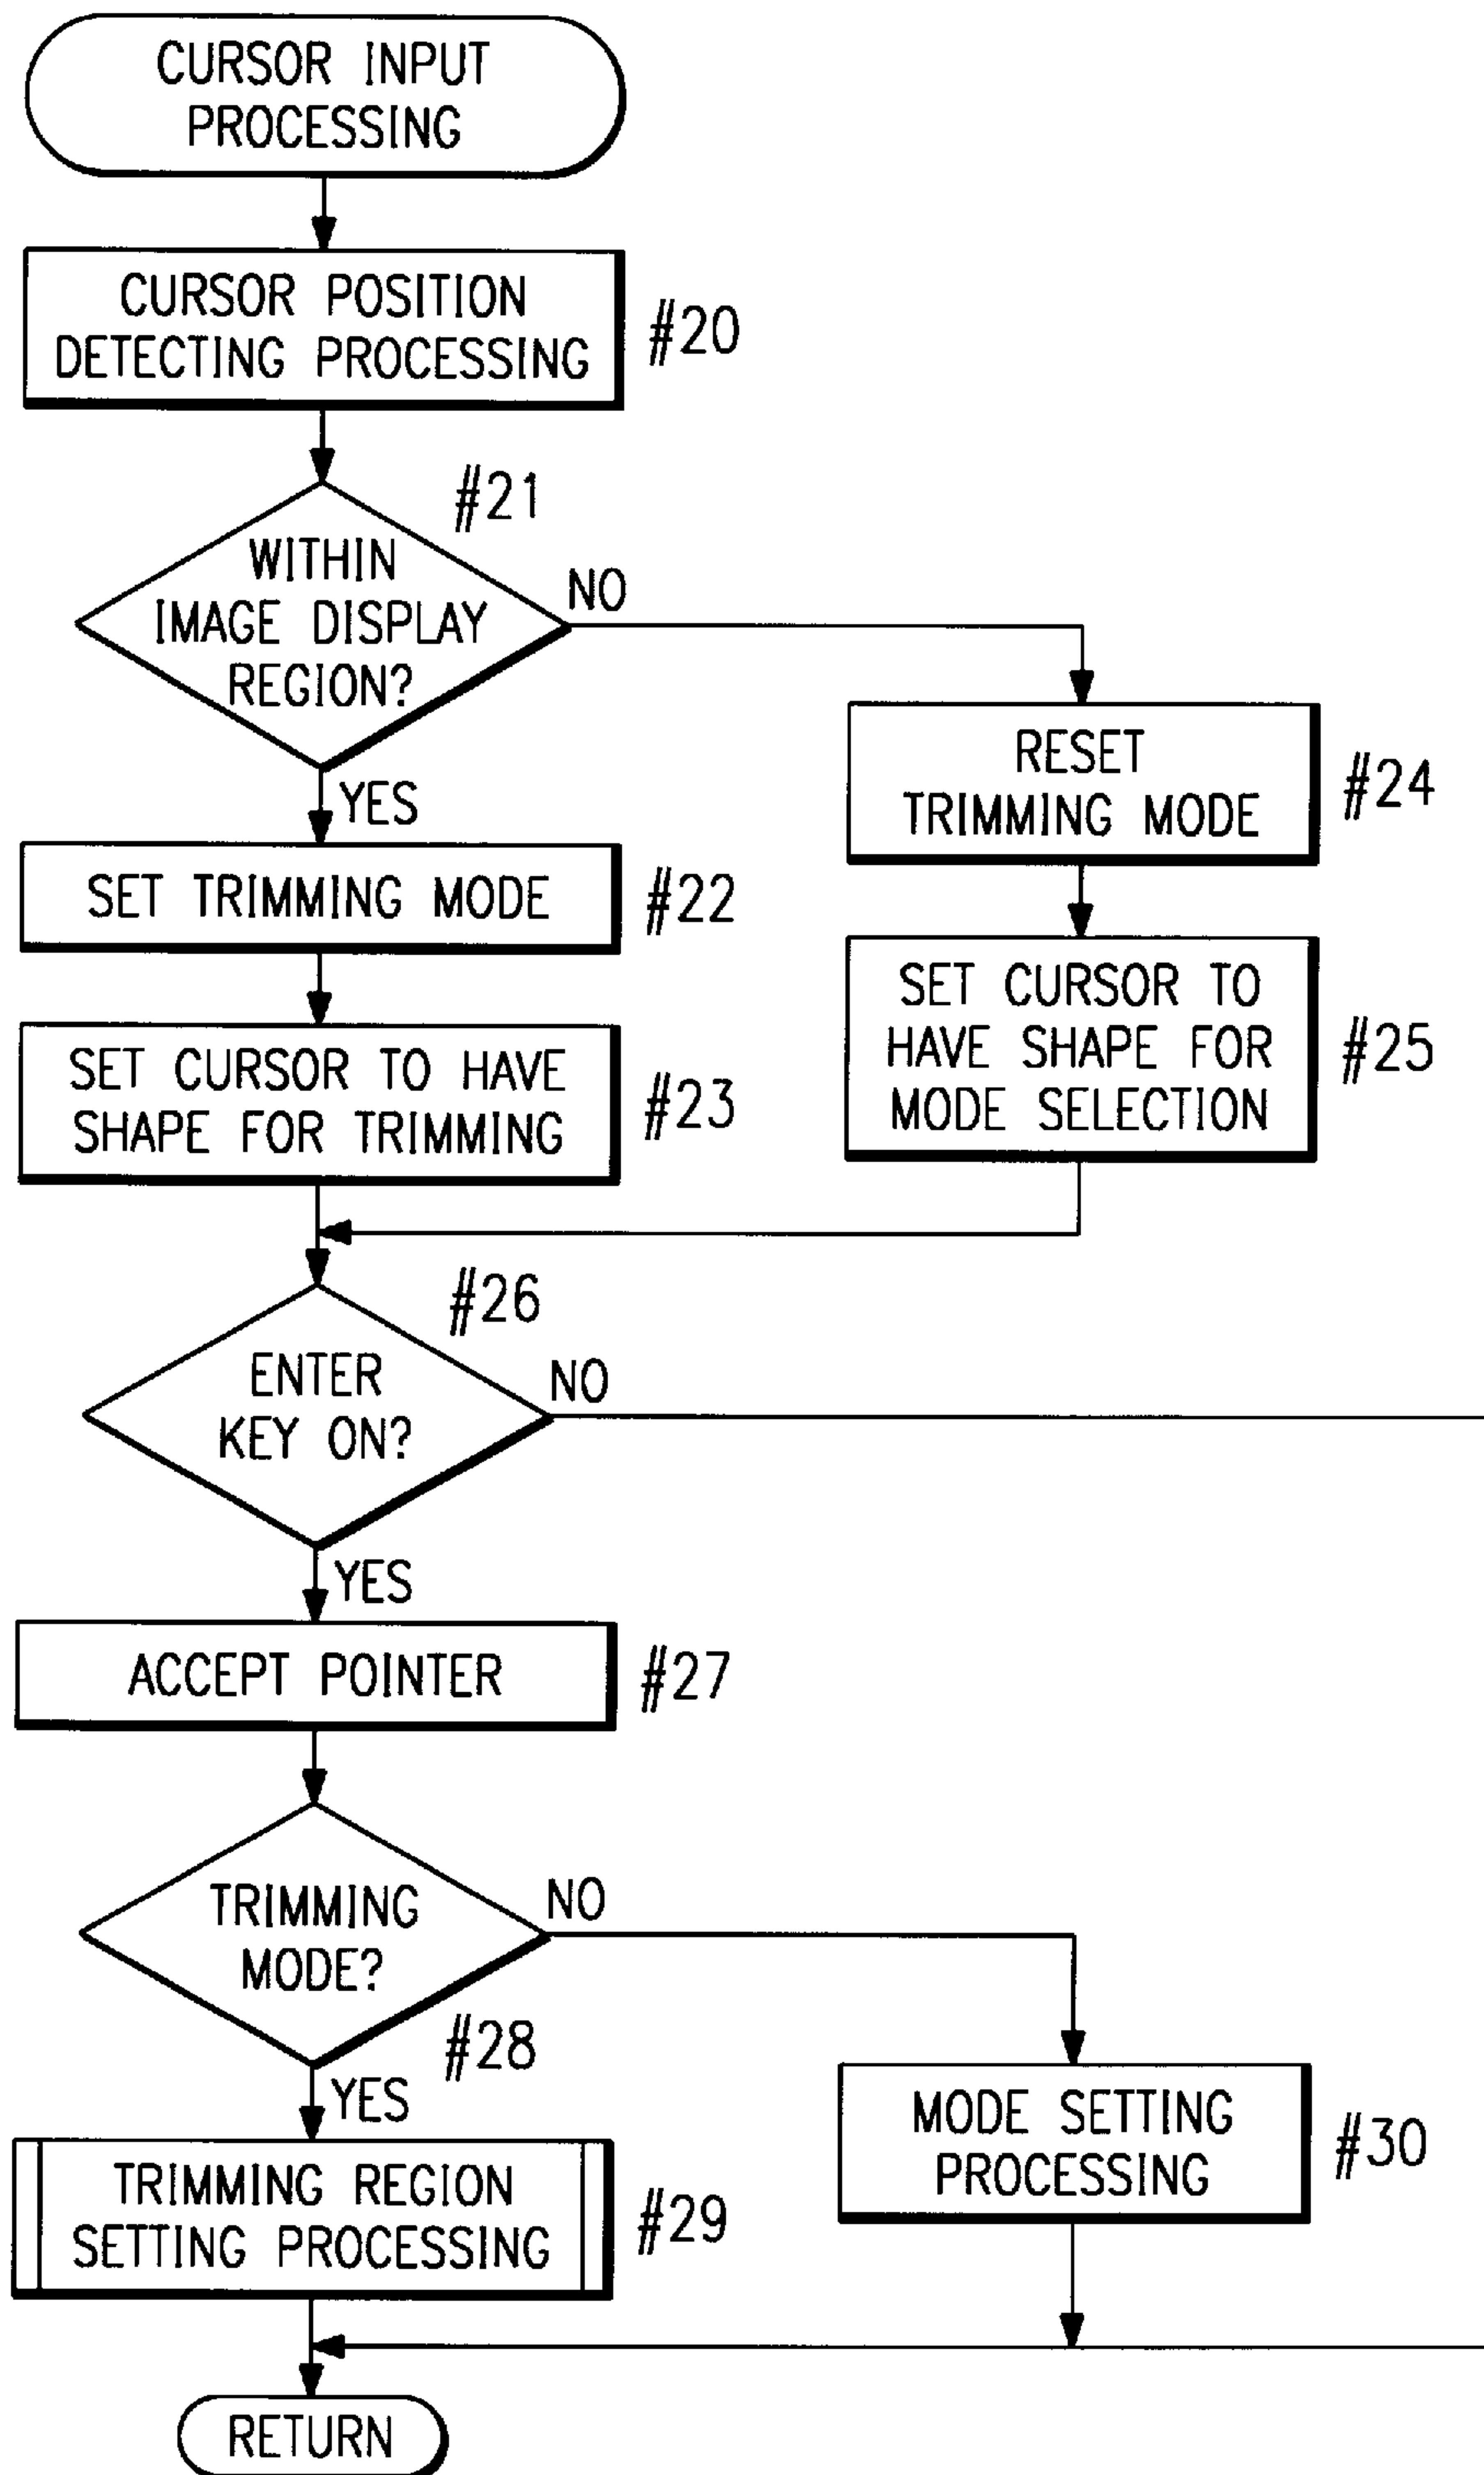 CURSOR INPUT
PROCESSING
CURSOR POSITION
DETECTING PROCESSING
#20
#21
WITHIN
IMAGE DISPLAY
REGION?
NO
YES
RESET
TRIMMING MODE
#24
SET TRIMMING MODE
#22
SET CURSOR TO
HAVE SHAPE FOR
MODE SELECTION
#25
SET CURSOR TO HAVE
SHAPE FOR TRIMMING
#23
#26
ENTER
KEY ON?
NO
YES
ACCEPT POINTER
#27
TRIMMING
MODE?
NO
#28
YES
MODE SETTING
PROCESSING
#30
TRIMMING REGION
SETTING PROCESSING
#29
RETURN